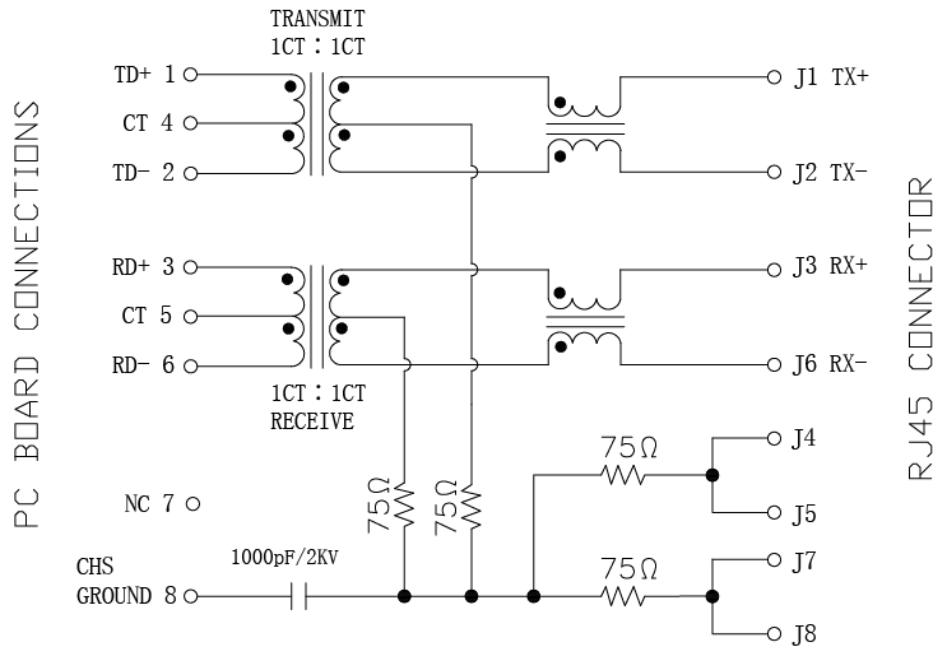 TRANSMIT
1CT : 1CT
TD+ 1
CT 4
TD- 2
J1 TX+
J2 TX-
PC BOARD CONNECTIONS
RJ45 CONNECTOR
RD+ 3
CT 5
RD- 6
J3 RX+
J6 RX-
1CT : 1CT
RECEIVE
75Ω
75Ω
75Ω
J4
J5
NC 7
CHS
GROUND 8
1000pF/2KV
75Ω
J7
J8